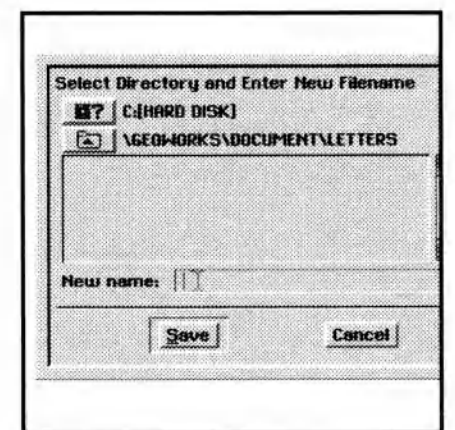 Select Directory and Enter New Filename
C:[HARD DISK]
\GEOWORKS\DOCUMENT\LETTERS
New name:
Save
Cancel